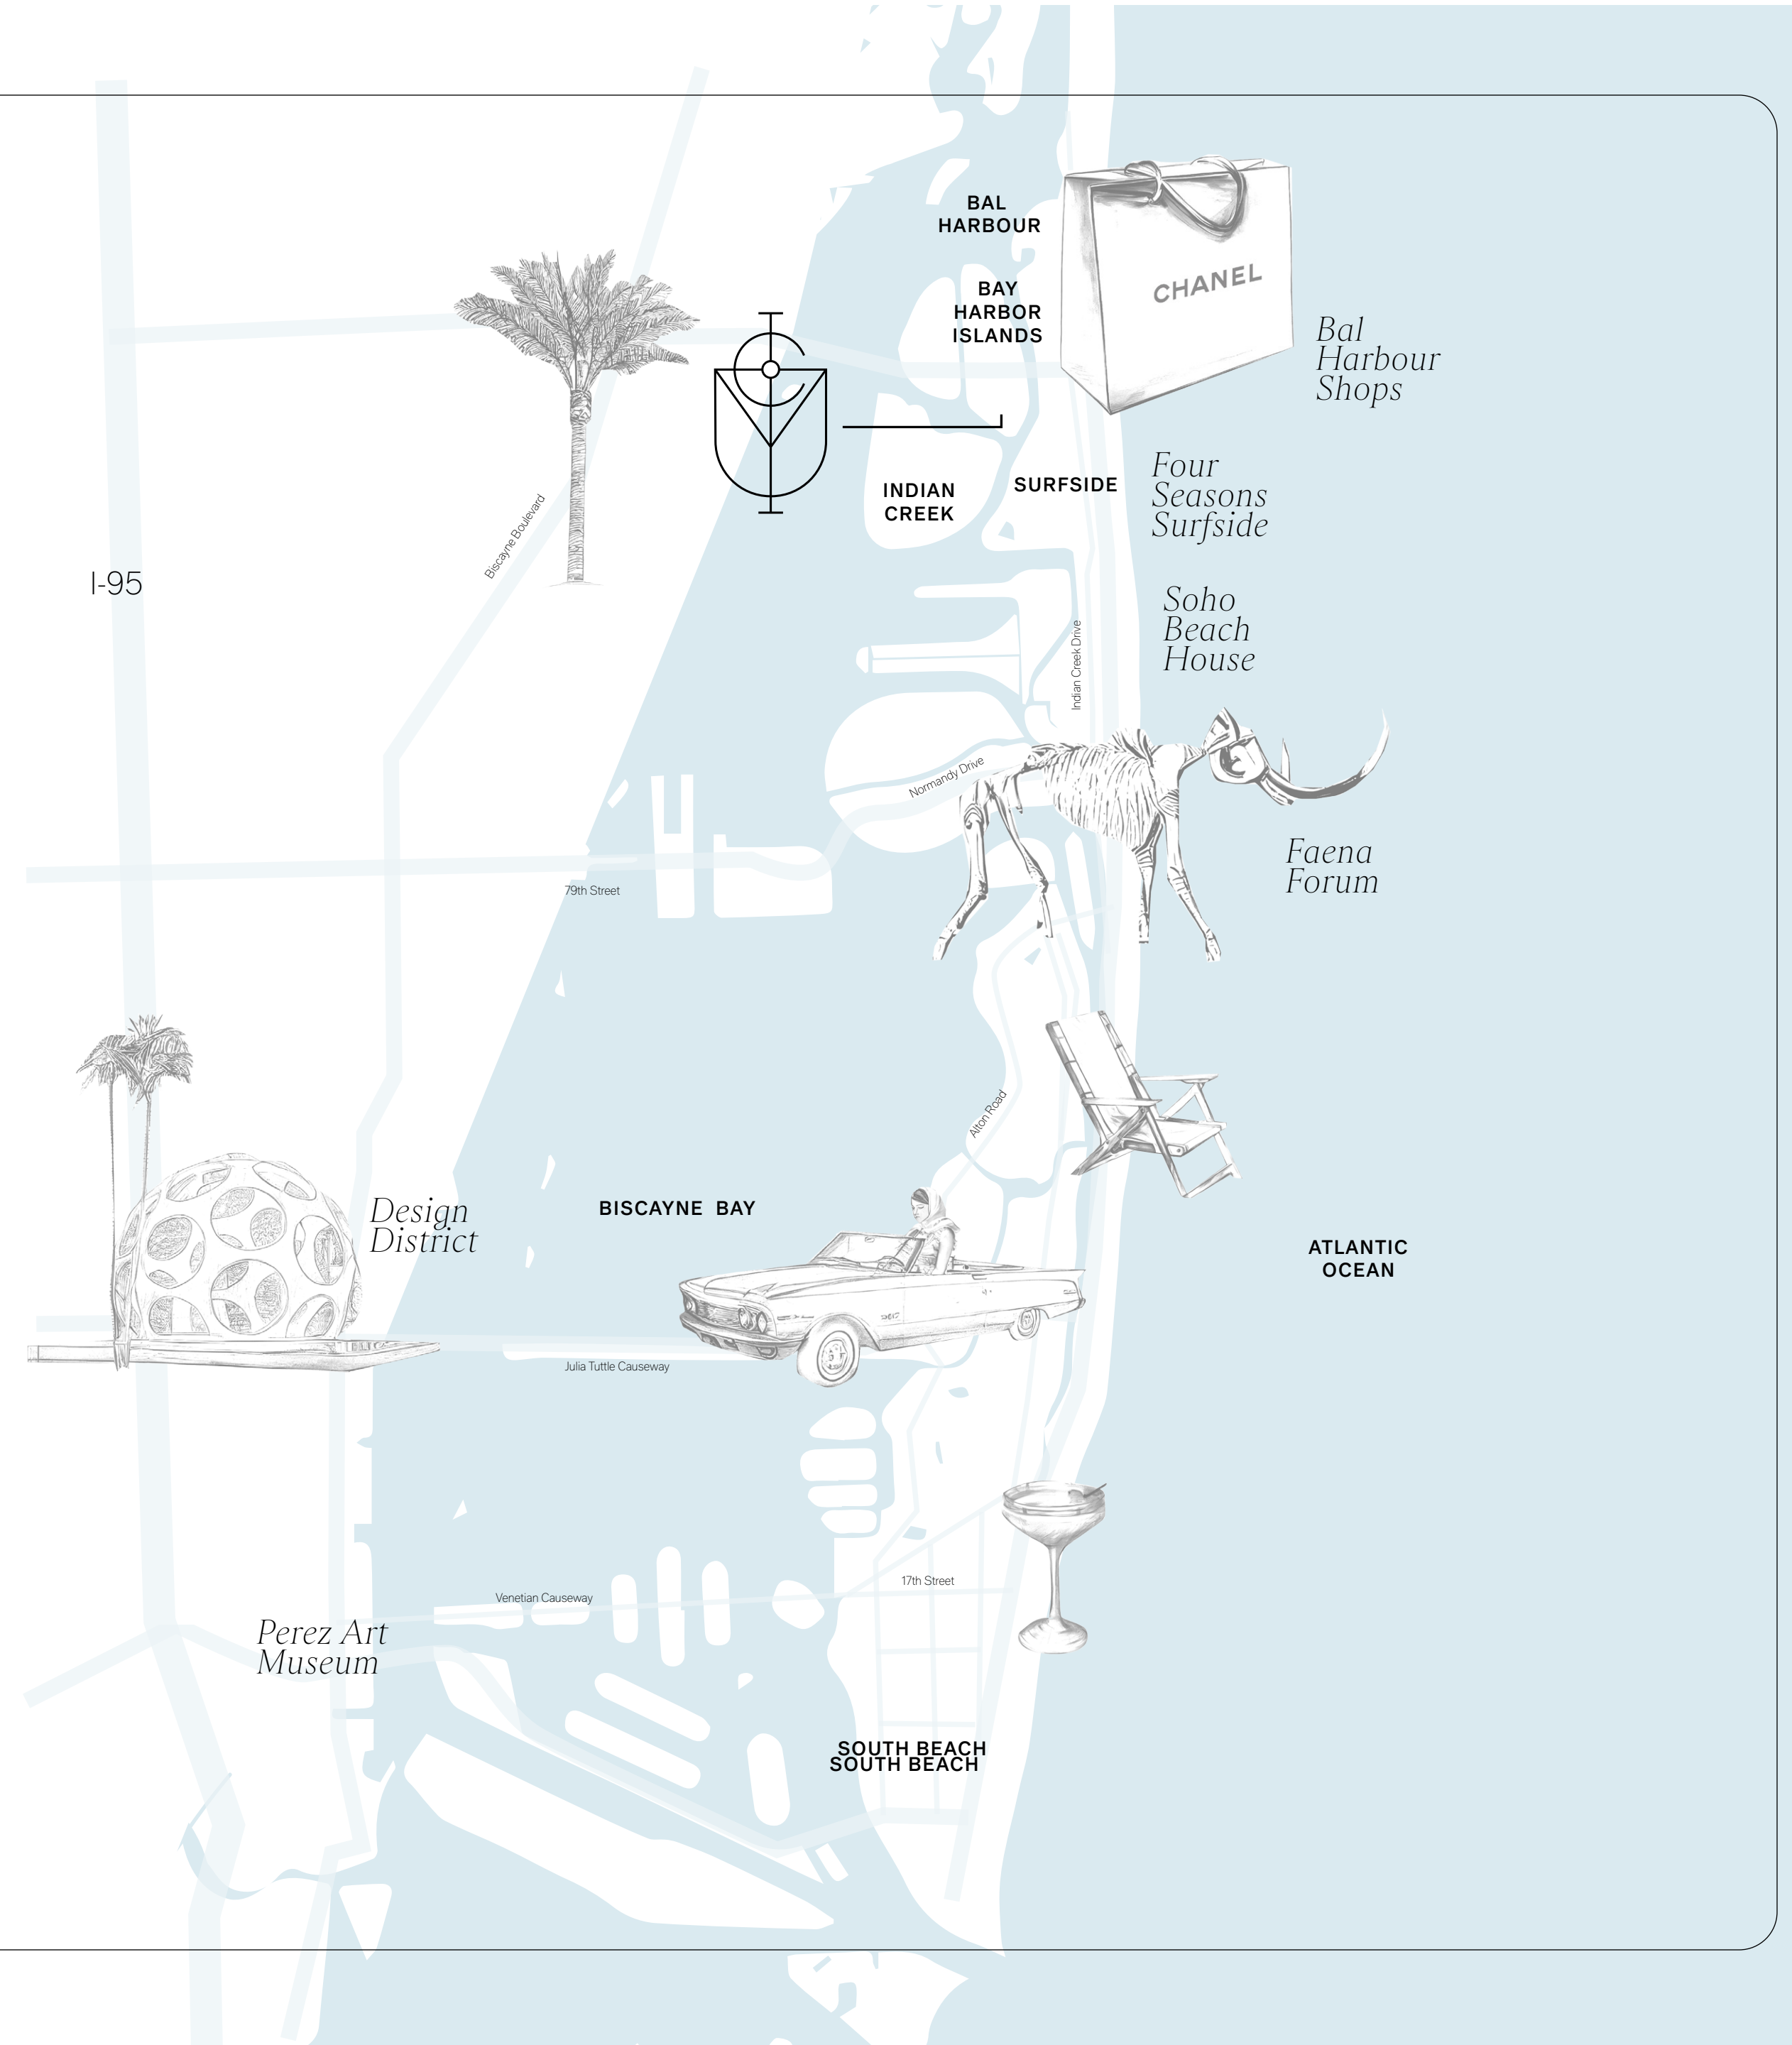 BAL
HARBOUR
CHANEL
BAY
HARBOR
ISLANDS
Bal
Harbour
Shops
Four
Seasons
Surfside
SURFSIDE
INDIAN
CREEK
Biscayne Boulevard
I-95
Soho
Beach
House
Indian Creek Drive
Normandy Drive
Faena
Forum
79th Street
Alton Road
Design
District
BISCAYNE BAY
ATLANTIC
OCEAN
Julia Tuttle Causeway
17th Street
Venetian Causeway
Perez Art
Museum
SOUTH BEACH
SOUTH BEACH